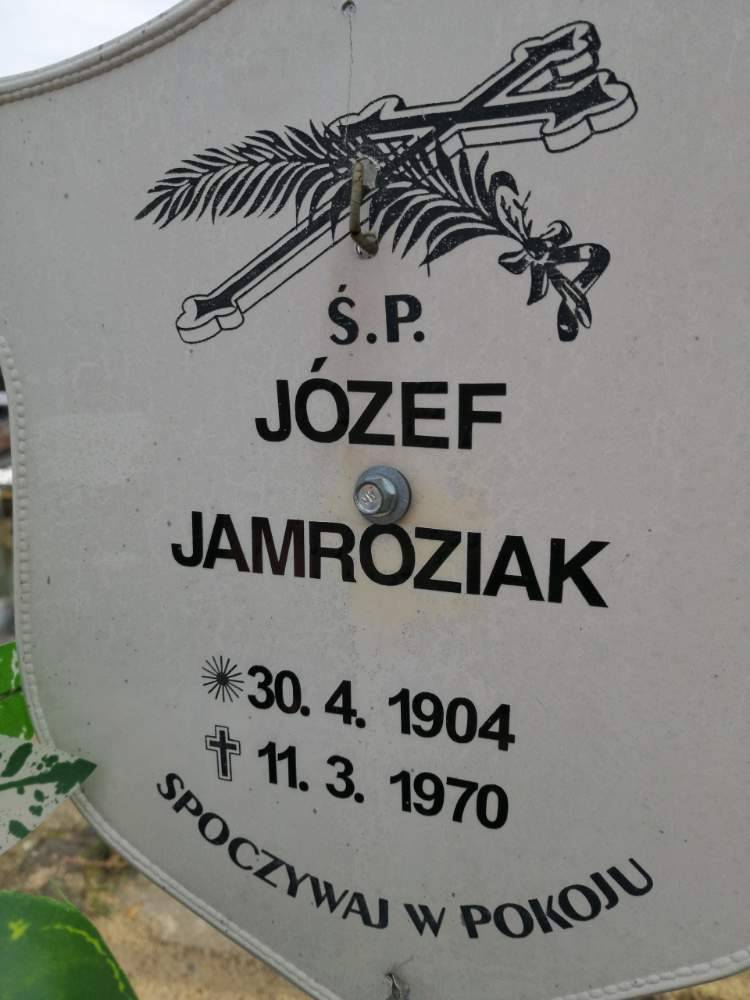 Ś.P.
JÓZEF
JAMROZIAK
30. 4. 1904
11. 3. 1970
SPOCZYWAJ W POKOJU